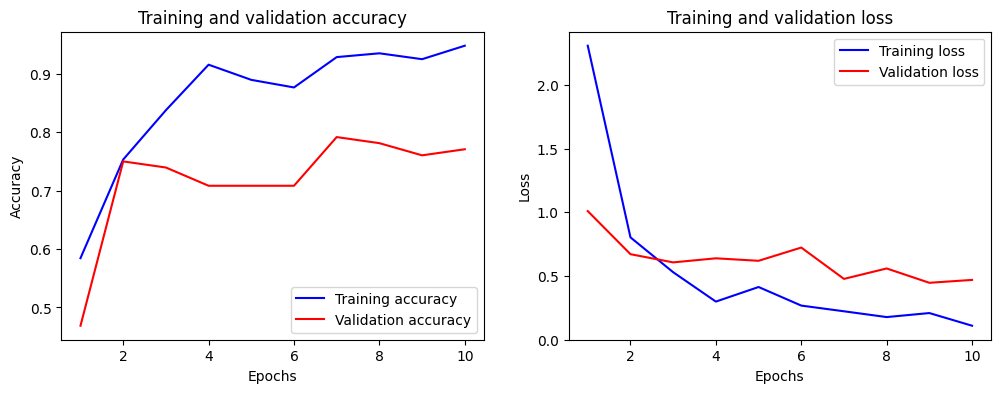 Training and validation accuracy
Accuracy
0.9
0.8
0.7
0.6
0.5
Training accuracy
Validation accuracy
2 4 6 8 10
Epochs
Training and validation loss
Loss
2.0
1.5
1.0
0.5
0.0
Training loss
Validation loss
2 4 6 8 10
Epochs